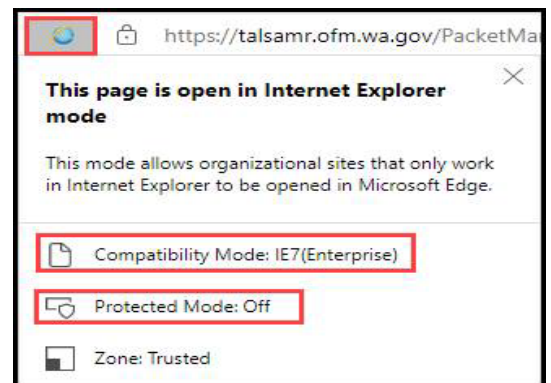 https://talsamr.ofm.wa.gov/PacketMa
This page is open in Internet Explorer
mode
This mode allows organizational sites that only work
in Internet Explorer to be opened in Microsoft Edge.
Compatibility Mode: IE7(Enterprise)
Protected Mode: Off
Zone: Trusted